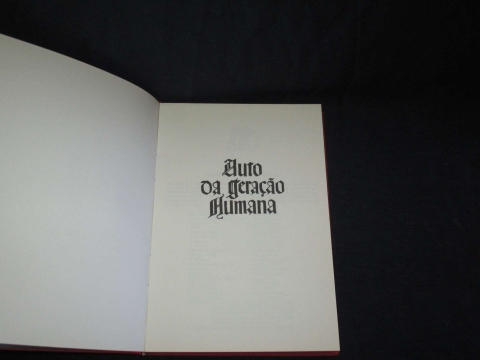 Auto
da Geração
Humana